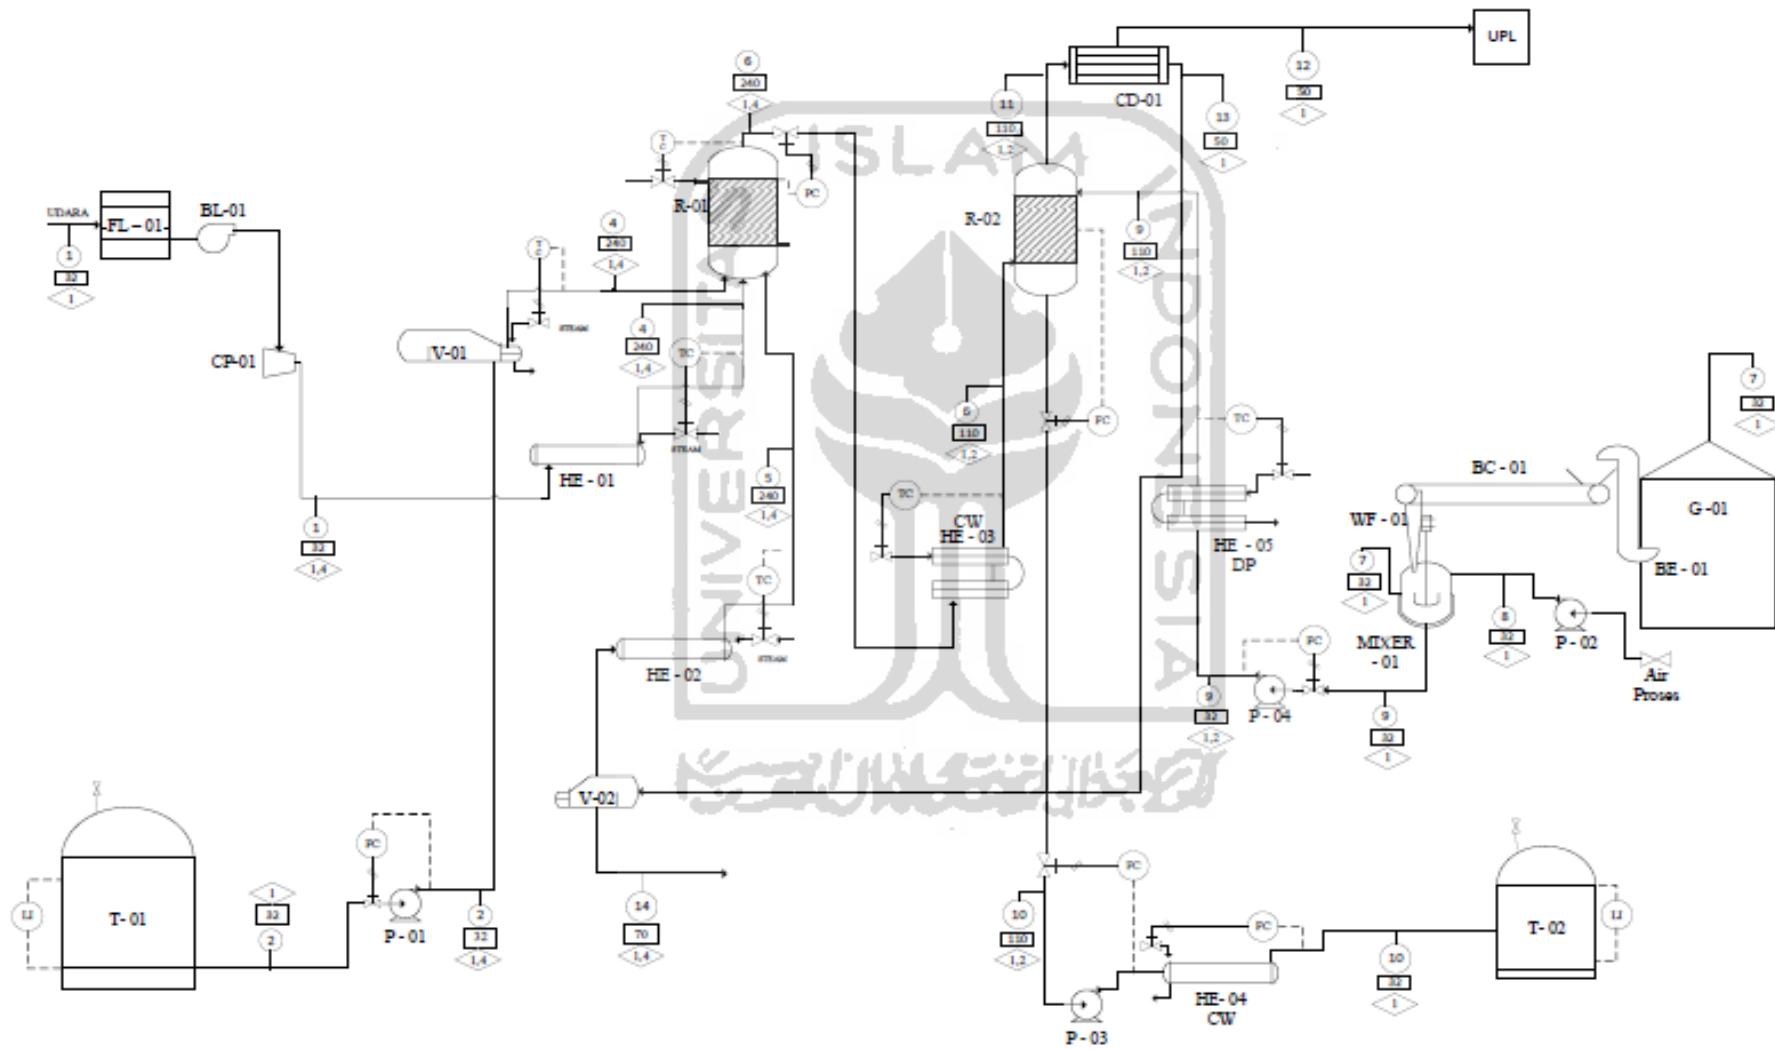 UPL
12
50
1
6
240
1,4
11
110
1,2
CD-01
13
50
1
ISLAM
T
C
R-01
PC
R-02
9
110
1,2
UDARA
FL - 01
BL-01
1
32
1
4
240
1,4
T
C
STEAM
V-01
CP-01
4
240
1,4
TC
STEAM
HE - 01
1
32
1,4
5
240
1,4
6
110
1,2
TC
CW
HE - 03
TC
HE - 05
DP
7
32
1
BC - 01
WF - 01
G -01
BE - 01
7
32
1
8
32
1
P - 02
Air
Proses
MIXER
- 01
FC
P - 04
9
32
1,2
9
32
1
TC
STEAM
HE - 02
UNIVERSITAS
INDONESIA
V-02
14
70
1,4
T- 01
LI
1
32
2
FC
P - 01
2
32
1,4
FC
10
110
1,2
P - 03
HE- 04
CW
10
32
1
T- 02
LI